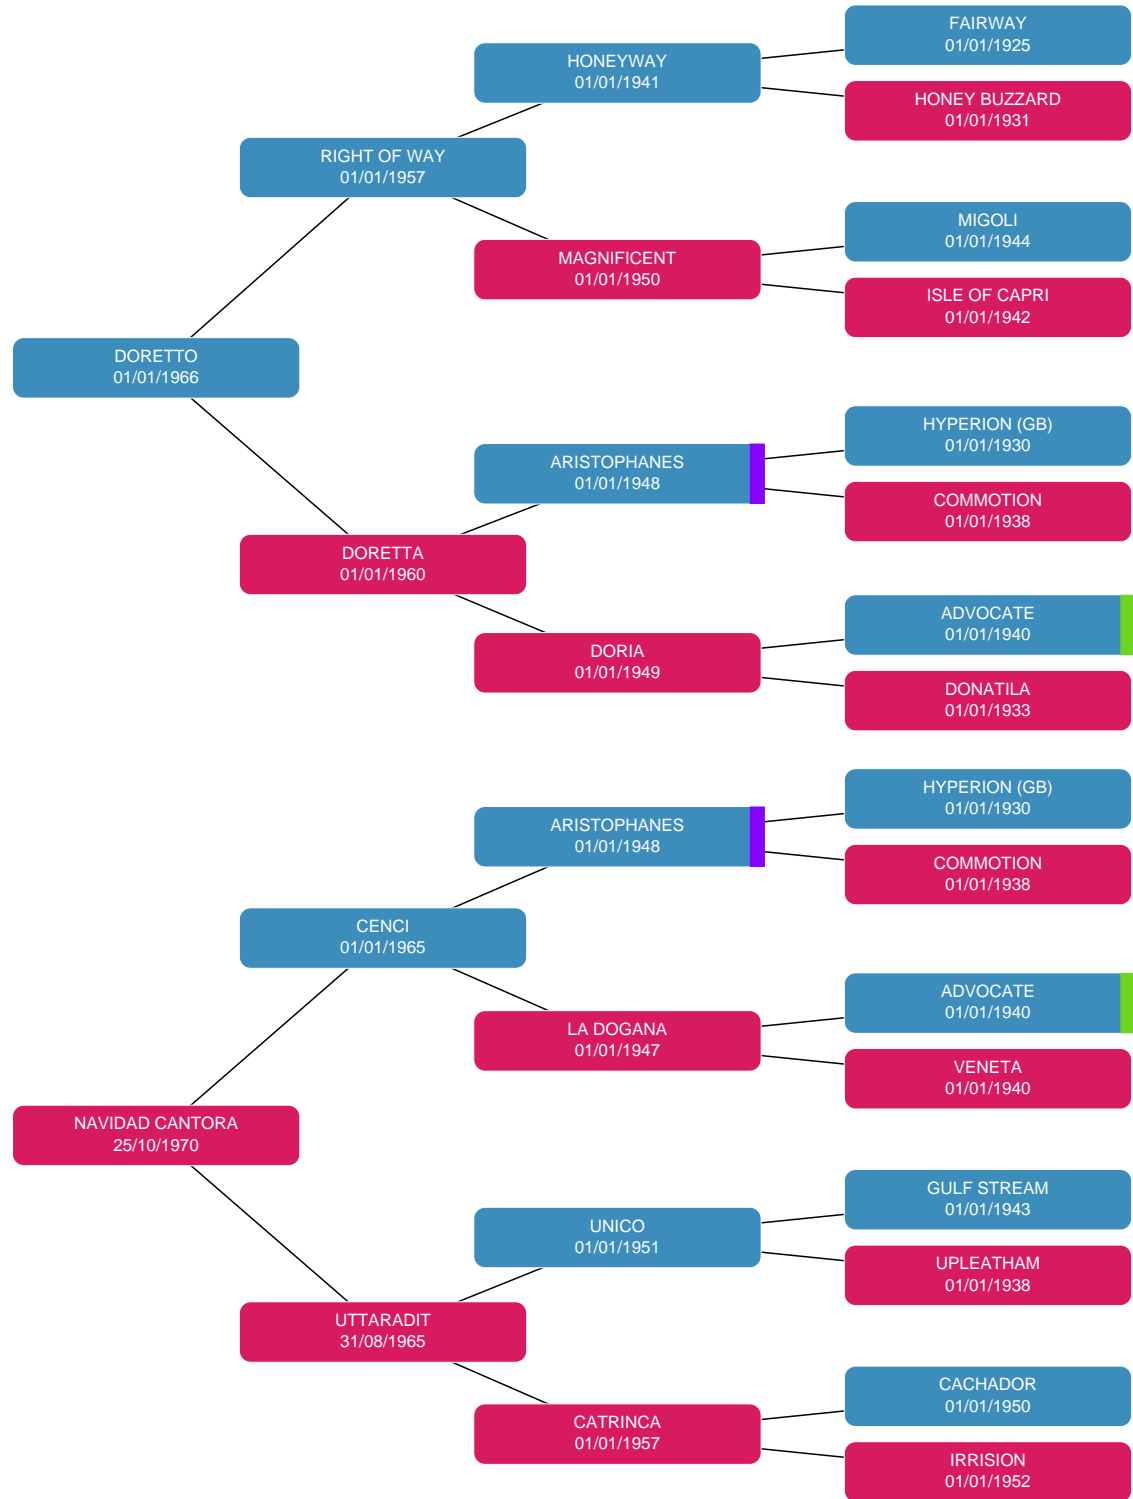 FAIRWAY
01/01/1925
HONEYWAY
01/01/1941
HONEY BUZZARD
01/01/1931
RIGHT OF WAY
01/01/1957
MIGOLI
01/01/1944
MAGNIFICENT
01/01/1950
ISLE OF CAPRI
01/01/1942
DORETTO
01/01/1966
HYPERION (GB)
01/01/1930
ARISTOPHANES
01/01/1948
COMMOTION
01/01/1938
DORETTA
01/01/1960
ADVOCATE
01/01/1940
DORIA
01/01/1949
DONATILA
01/01/1933
HYPERION (GB)
01/01/1930
ARISTOPHANES
01/01/1948
COMMOTION
01/01/1938
CENCI
01/01/1965
ADVOCATE
01/01/1940
LA DOGANA
01/01/1947
VENETA
01/01/1940
NAVIDAD CANTORA
25/10/1970
GULF STREAM
01/01/1943
UNICO
01/01/1951
UPLEATHAM
01/01/1938
UTTARADIT
31/08/1965
CACHADOR
01/01/1950
CATRINCA
01/01/1957
IRRISION
01/01/1952